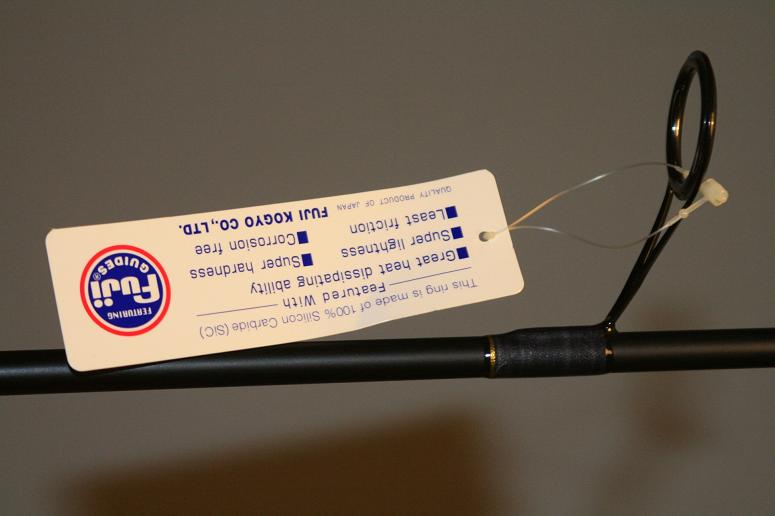 This ring is made of 100% Silicon Carbide (SiC)
Featured With
■Great heat dissipating ability
■Super lightness ■Super hardness
■Least friction ■Corrosion free
QUALITY PRODUCT OF JAPAN FUJI KOGYO CO.,LTD.
FEATURING
Fuji
GUIDES®